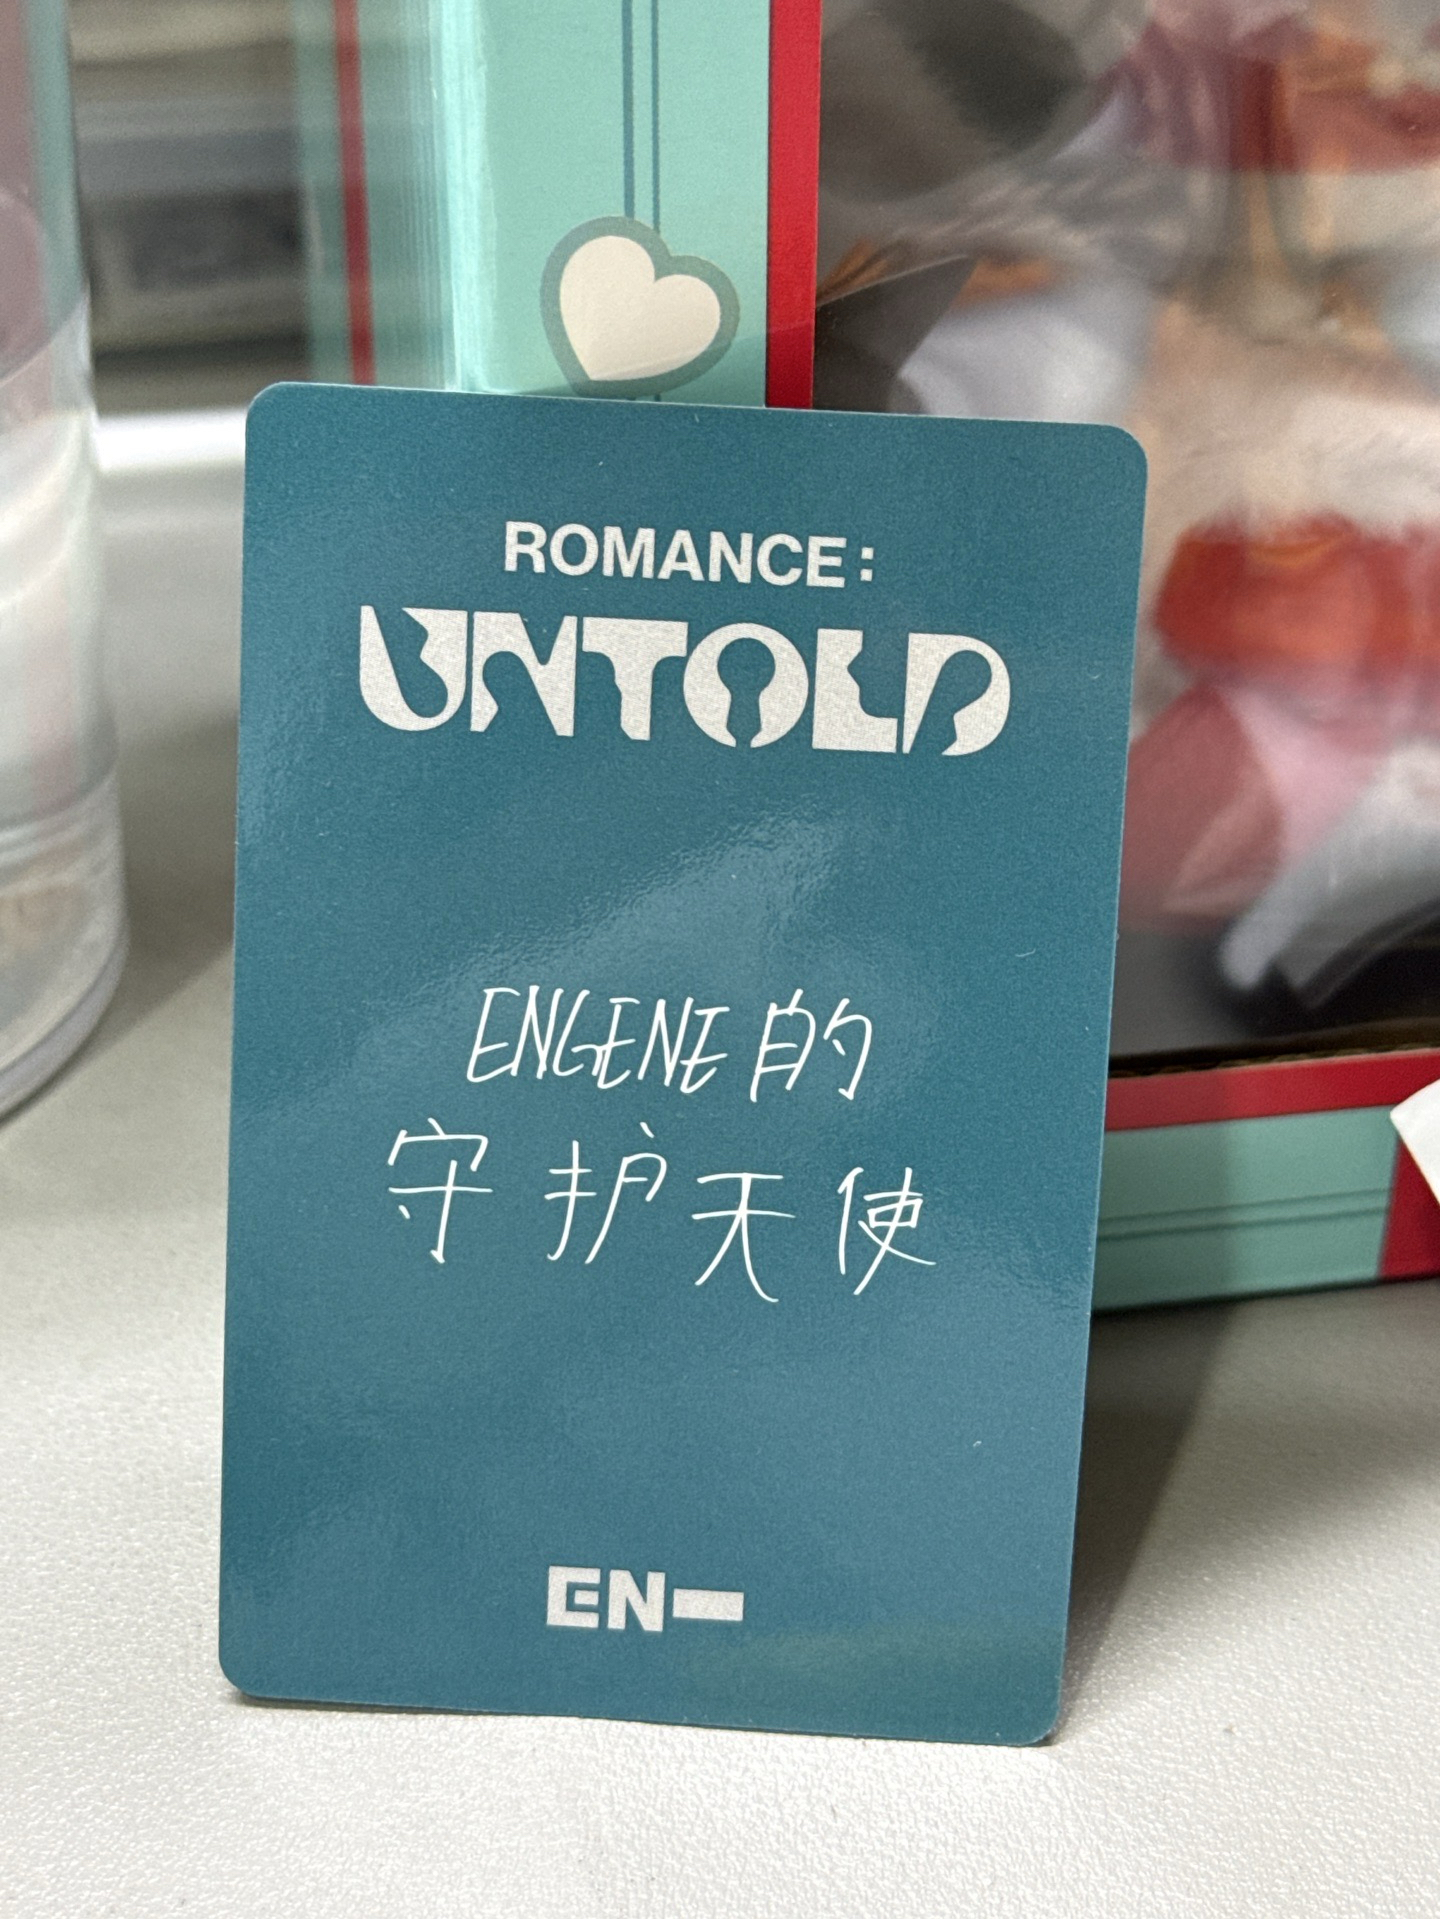 ROMANCE:
UNTOLD
ENGENE的
守护天使
EN-